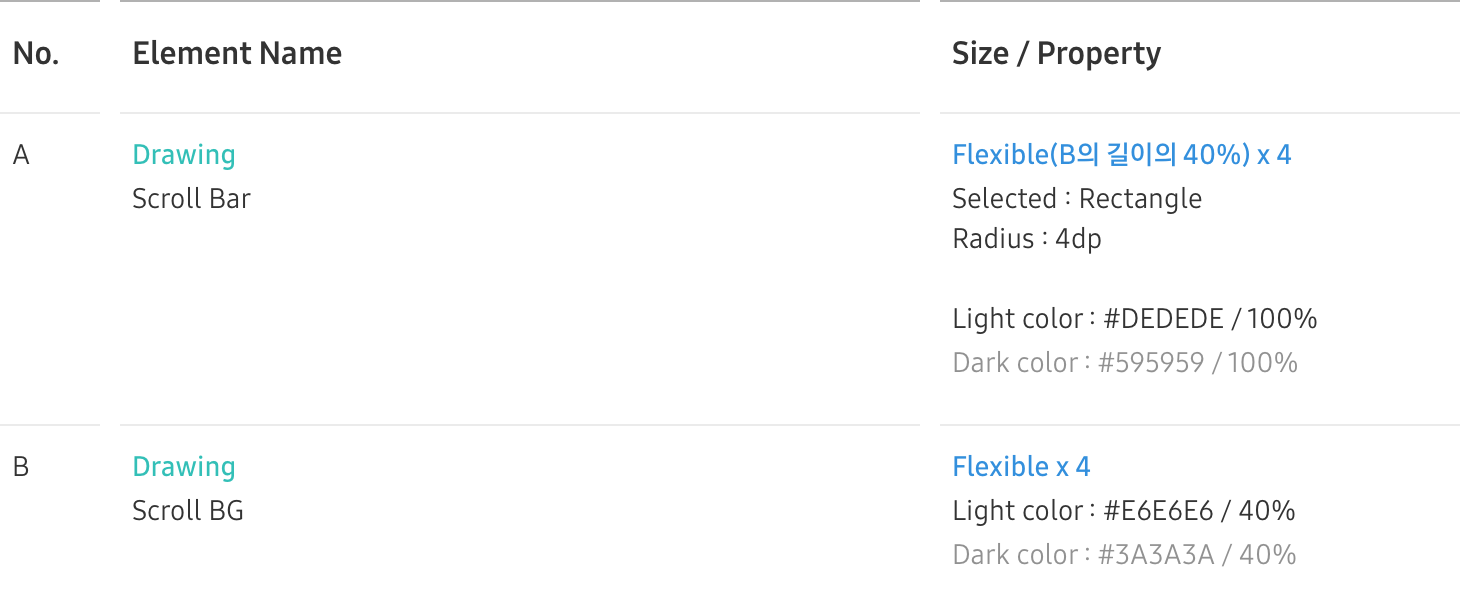 No. Element Name Size / Property
A Drawing Flexible(B의 길이의 40%) x 4
Scroll Bar Selected : Rectangle
Radius : 4dp
Light color : #DEDEDE / 100%
Dark color : #595959 / 100%
B Drawing Flexible x 4
Scroll BG Light color : #E6E6E6 / 40%
Dark color : #3A3A3A / 40%